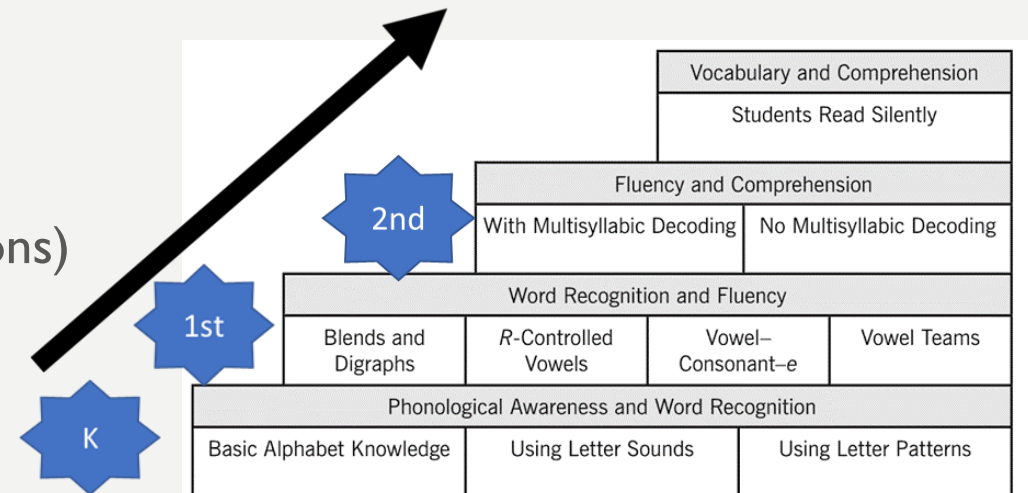 Vocabulary and Comprehension
Students Read Silently
2nd
Fluency and Comprehension
With Multisyllabic Decoding
No Multisyllabic Decoding
ons)
1st
Word Recognition and Fluency
Blends and
Digraphs
R-Controlled
Vowels
Vowel–
Consonant–e
Vowel Teams
K
Phonological Awareness and Word Recognition
Basic Alphabet Knowledge
Using Letter Sounds
Using Letter Patterns